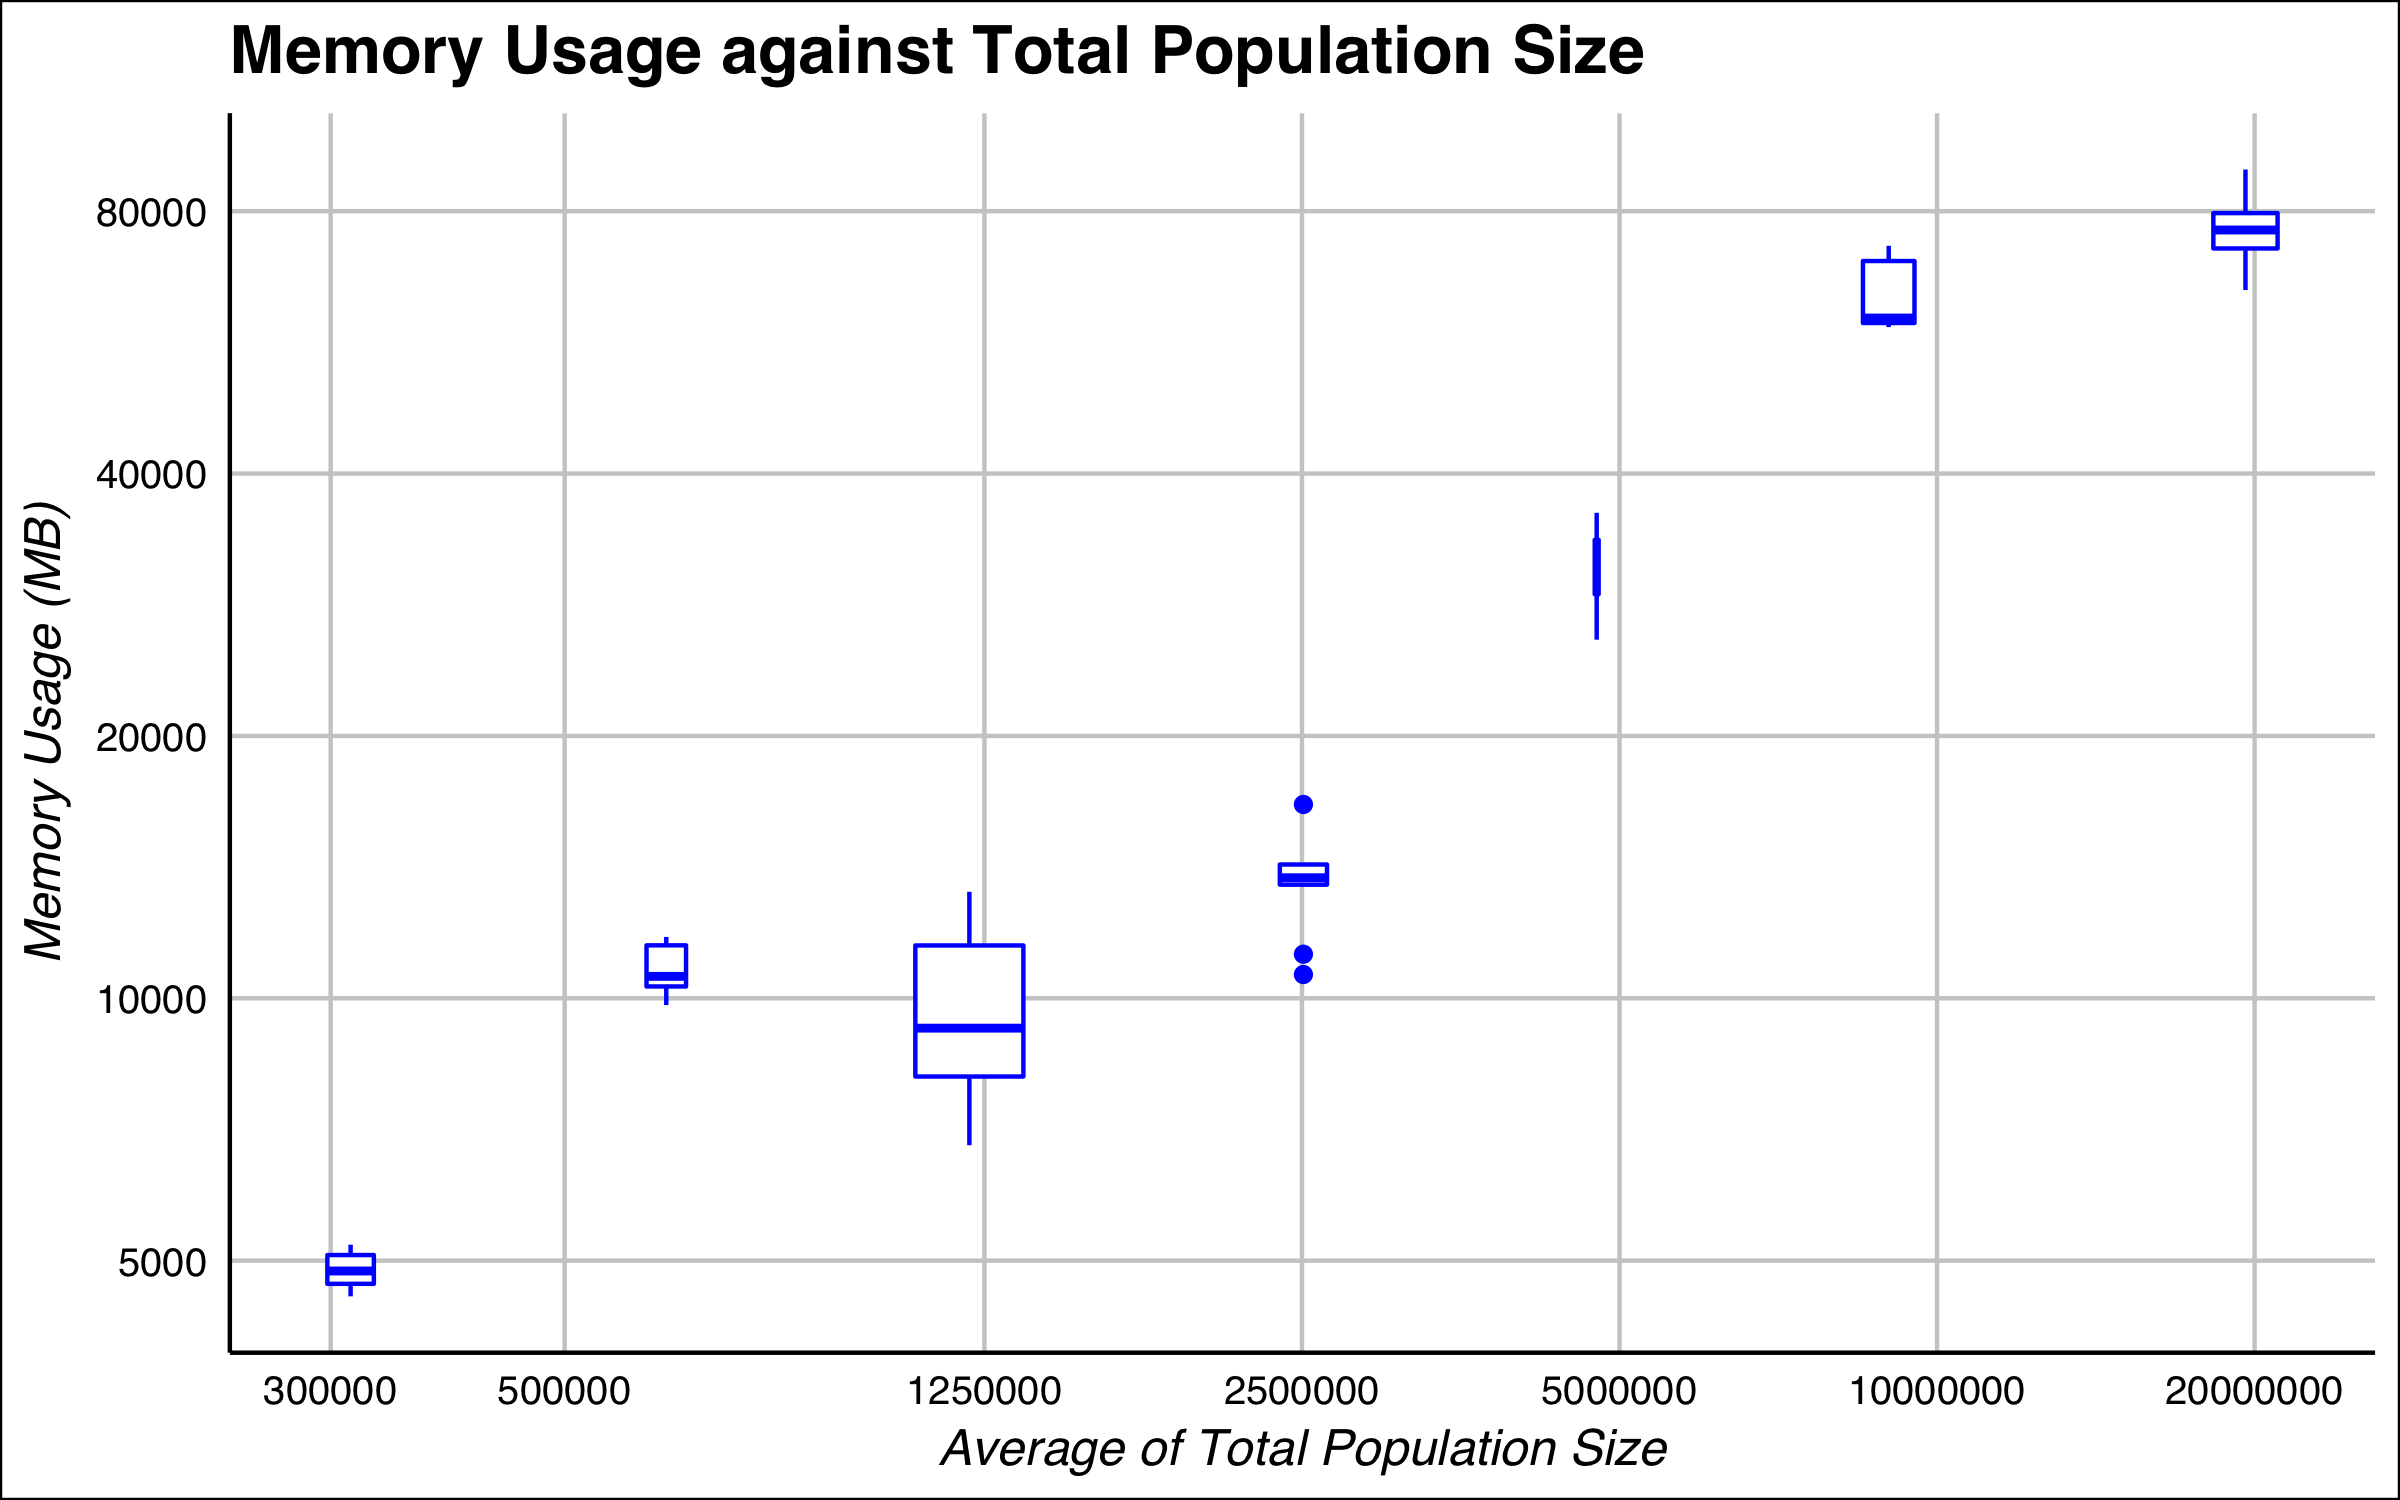 Memory Usage against Total Population Size
Memory Usage (MB)
80000
40000
20000
10000
5000
300000 500000 1250000 2500000 5000000 10000000 20000000
Average of Total Population Size